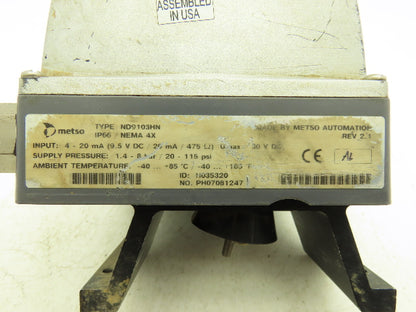 ASSEMBLED
IN USA
metso
TYPE ND9103HN
MADE BY METSO AUTOMATION
IP66 / NEMA 4X
REV 2.1
INPUT: 4 - 20 mA (9.5 V DC / 20 mA / 475 Ω) Umax 30 V DC
SUPPLY PRESSURE: 1.4 - 8 bar / 20 - 115 psi
AMBIENT TEMPERATURE: -40 ... +85 °C / -40 ... °F
CE
ID:
NO: PH07081247